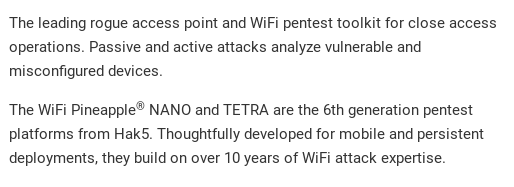 The leading rogue access point and WiFi pentest toolkit for close access
operations. Passive and active attacks analyze vulnerable and
misconfigured devices.
The WiFi Pineapple® NANO and TETRA are the 6th generation pentest
platforms from Hak5. Thoughtfully developed for mobile and persistent
deployments, they build on over 10 years of WiFi attack expertise.